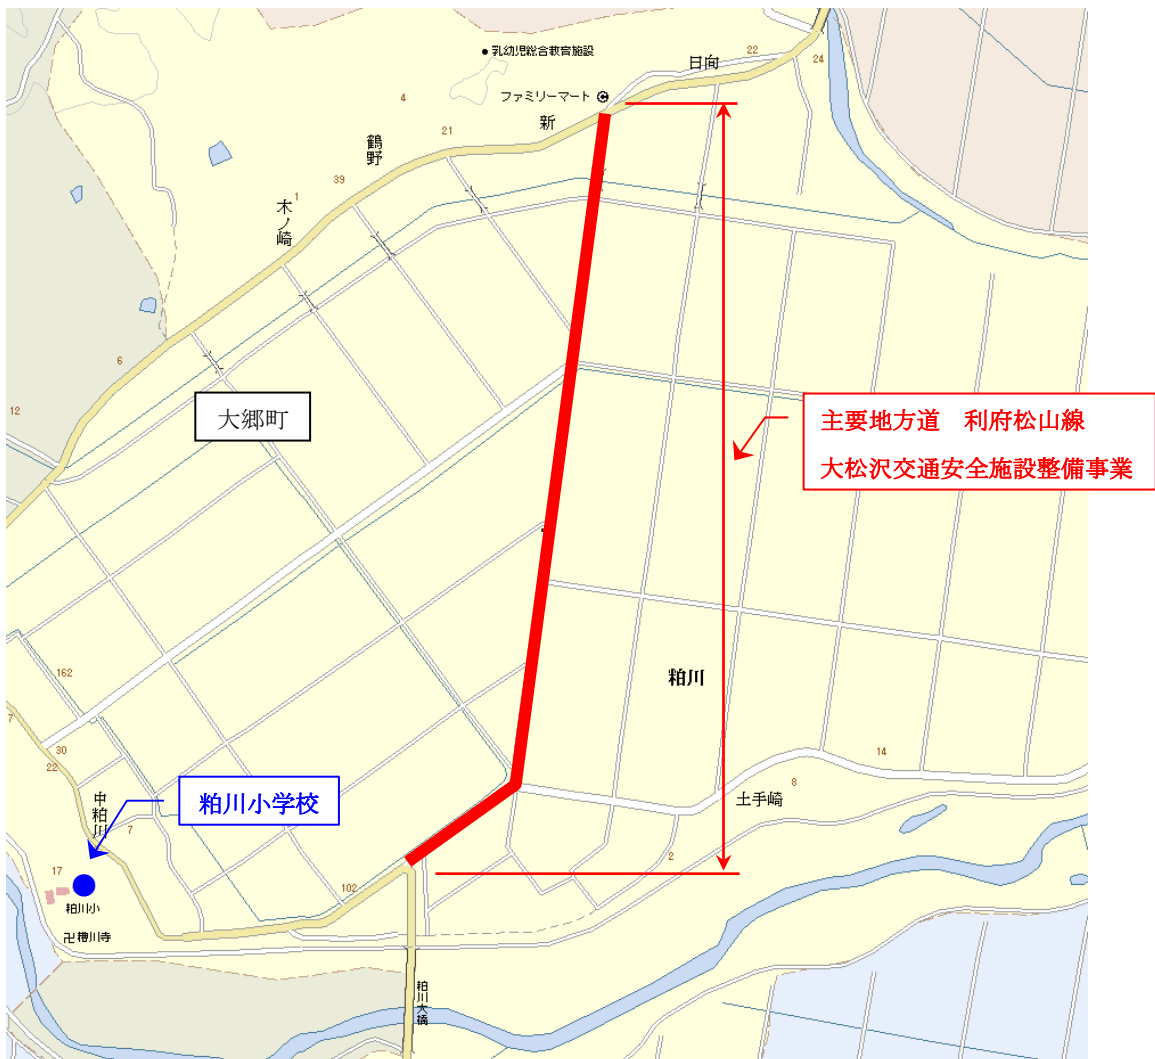 乳幼児総合教育施設
22
日向
24
ファミリーマート
4
新
21
鶴野
39
1
木ノ崎
6
12
大郷町
主要地方道 利府松山線
大松沢交通安全施設整備事業
162
粕川
7
30
22
14
8
土手崎
粕川小学校
中粕川
7
2
17
102
粕川小
卍樽川寺
粕川大橋